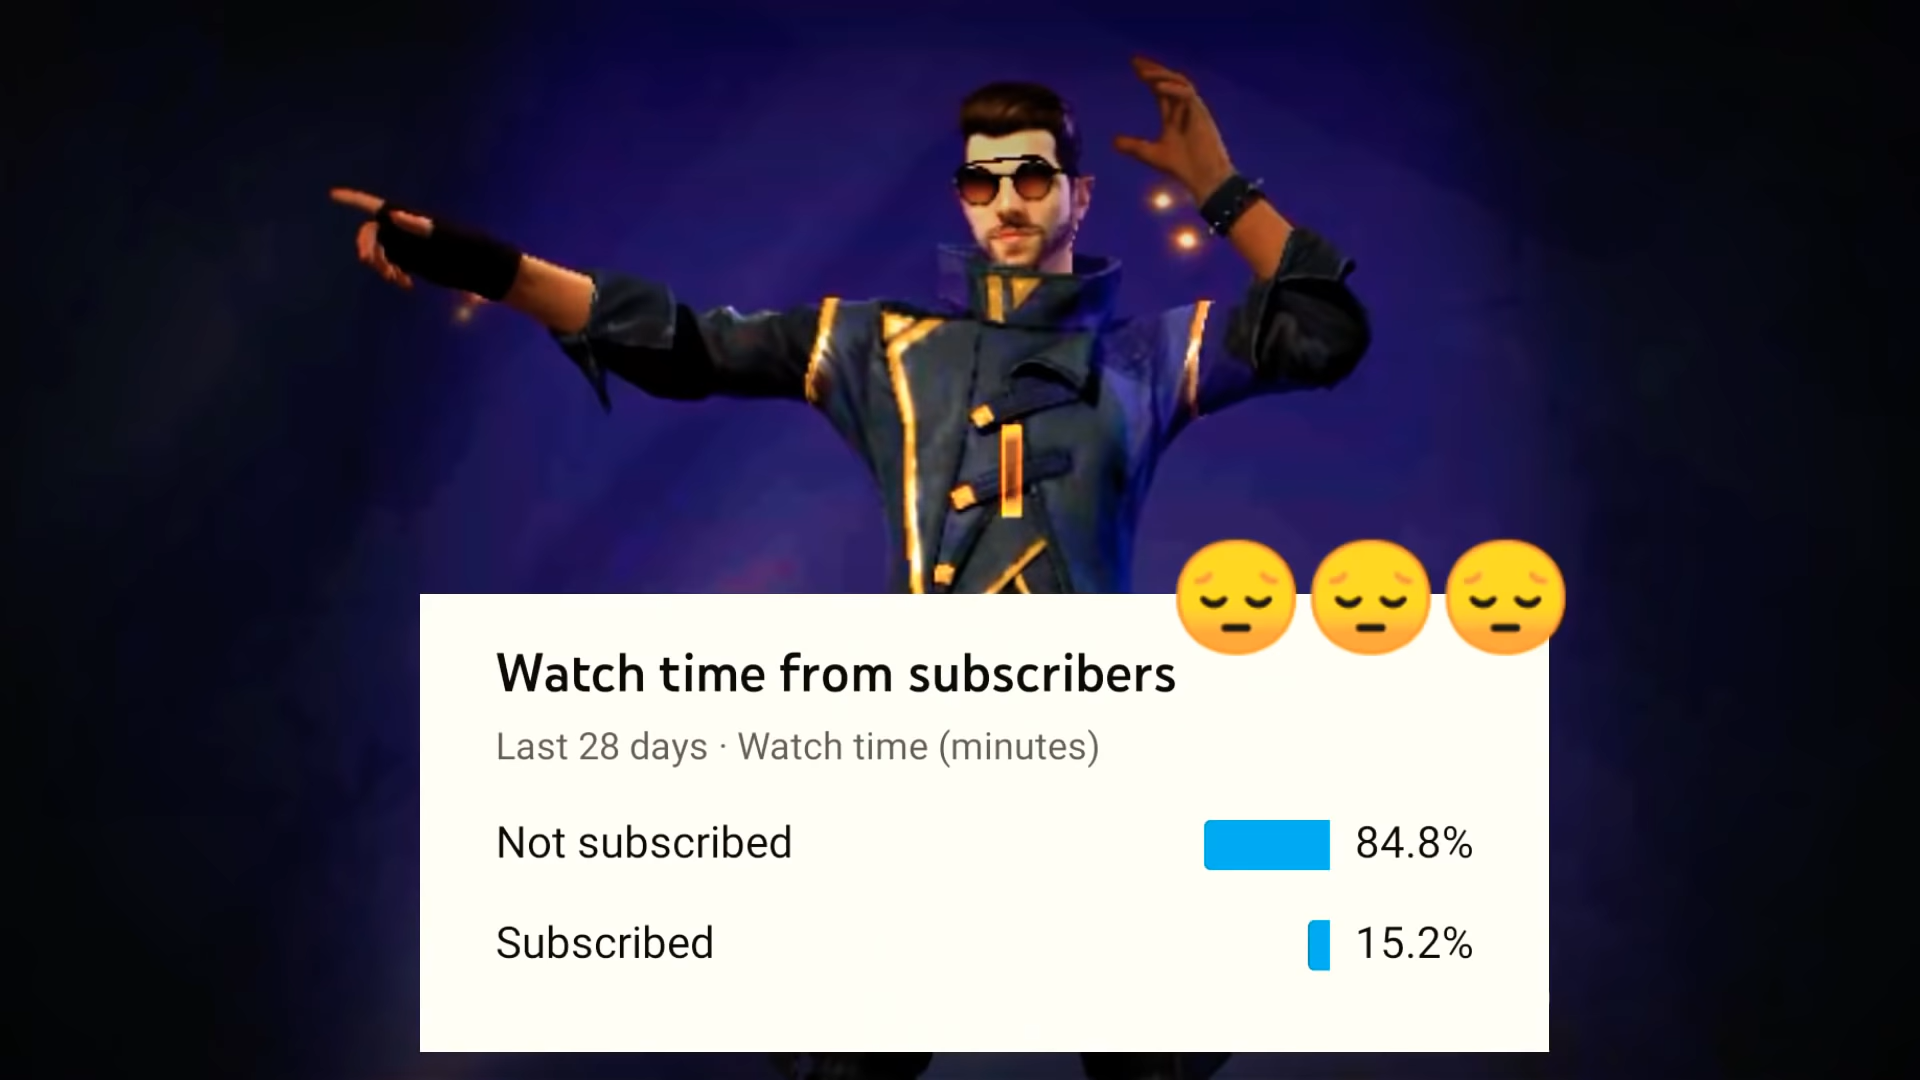 Watch time from subscribers
Last 28 days · Watch time (minutes)
Not subscribed 84.8%
Subscribed 15.2%